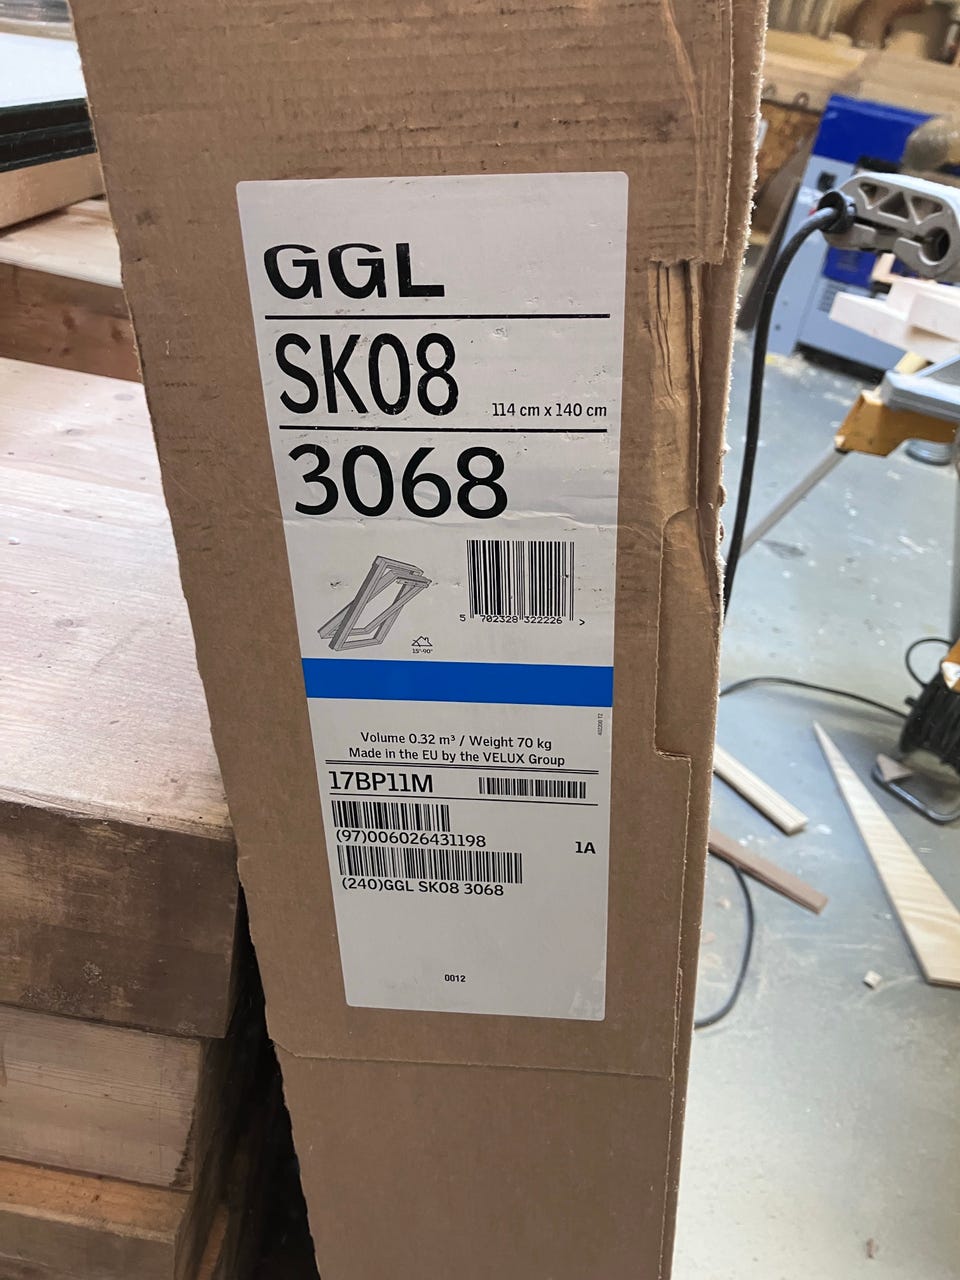 GGL
SK08 114 cm x 140 cm
3068
5 702328 322226 >
15°-90°
Volume 0.32 m³ / Weight 70 kg
Made in the EU by the VELUX Group
17BP11M
(97)006026431198
1A
(240)GGL SK08 3068
0012